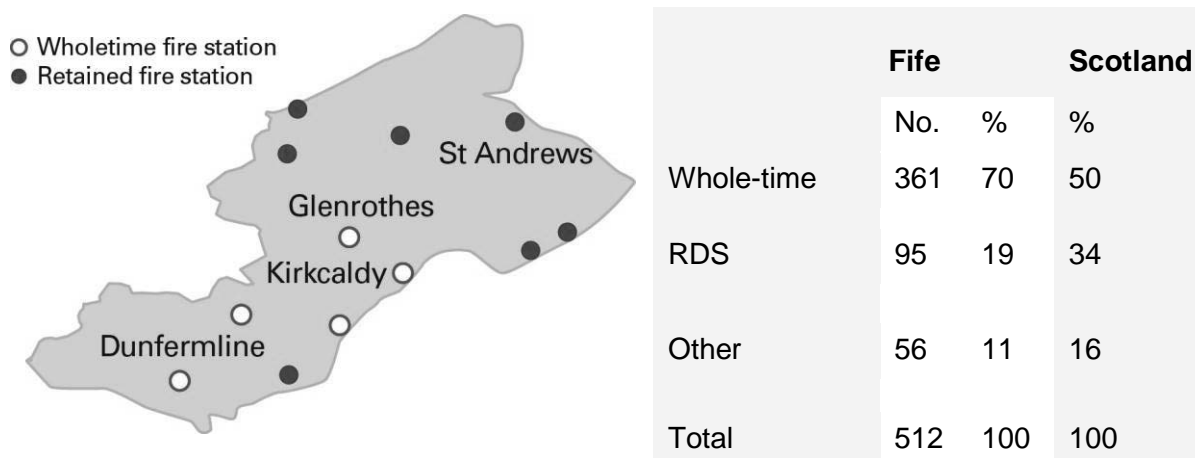 Wholetime fire station
Retained fire station
St Andrews
Glenrothes
Kirkcaldy
Dunfermline
Fife Scotland
No. % %
Whole-time 361 70 50
RDS 95 19 34
Other 56 11 16
Total 512 100 100